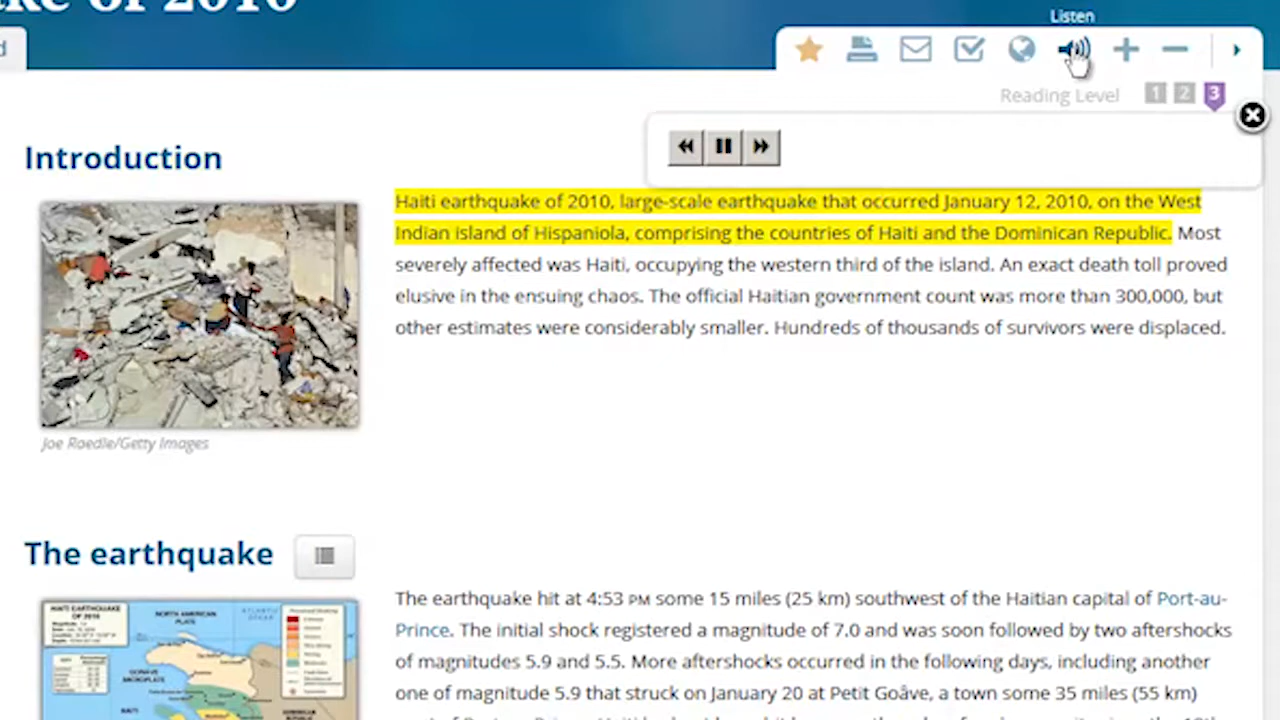 ke of 2010
Listen
Reading Level 1 2 3
Introduction
Haiti earthquake of 2010, large-scale earthquake that occurred January 12, 2010, on the West
Indian island of Hispaniola, comprising the countries of Haiti and the Dominican Republic. Most
severely affected was Haiti, occupying the western third of the island. An exact death toll proved
elusive in the ensuing chaos. The official Haitian government count was more than 300,000, but
other estimates were considerably smaller. Hundreds of thousands of survivors were displaced.
Joe Raedle/Getty Images
The earthquake
The earthquake hit at 4:53 PM some 15 miles (25 km) southwest of the Haitian capital of Port-au-
Prince. The initial shock registered a magnitude of 7.0 and was soon followed by two aftershocks
of magnitudes 5.9 and 5.5. More aftershocks occurred in the following days, including another
one of magnitude 5.9 that struck on January 20 at Petit Goâve, a town some 35 miles (55 km)
HAITI EARTHQUAKE
OF 2010
NORTH AMERICAN
PLATE
ATLANTIC
GONAVE
MICROPLATE
HAITI
DOMINICAN